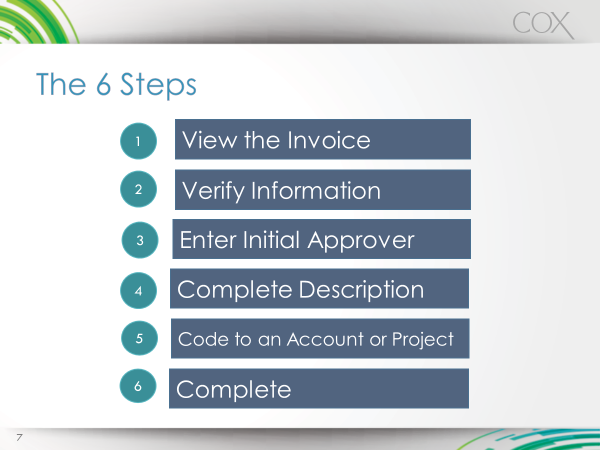 COX
The 6 Steps
1 View the Invoice
2 Verify Information
3 Enter Initial Approver
4 Complete Description
5 Code to an Account or Project
6 Complete
7